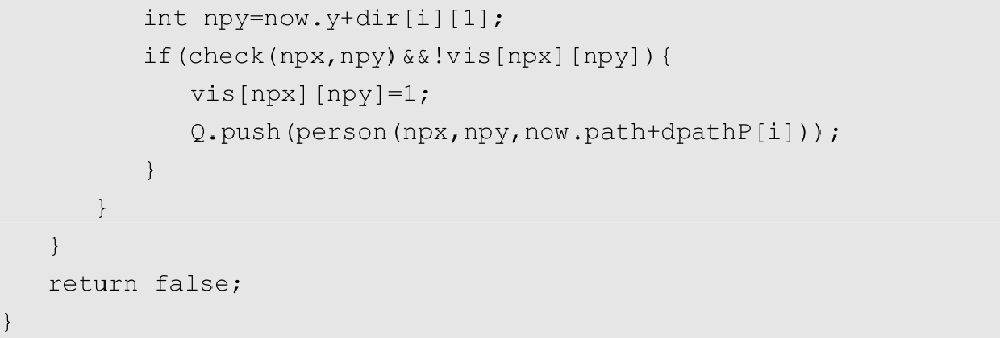 int npy=now.y+dir[i][1];
if(check(npx,npy)&&!vis[npx][npy]){
vis[npx][npy]=1;
Q.push(person(npx,npy,now.path+dpathP[i]));
}
}
}
return false;
}